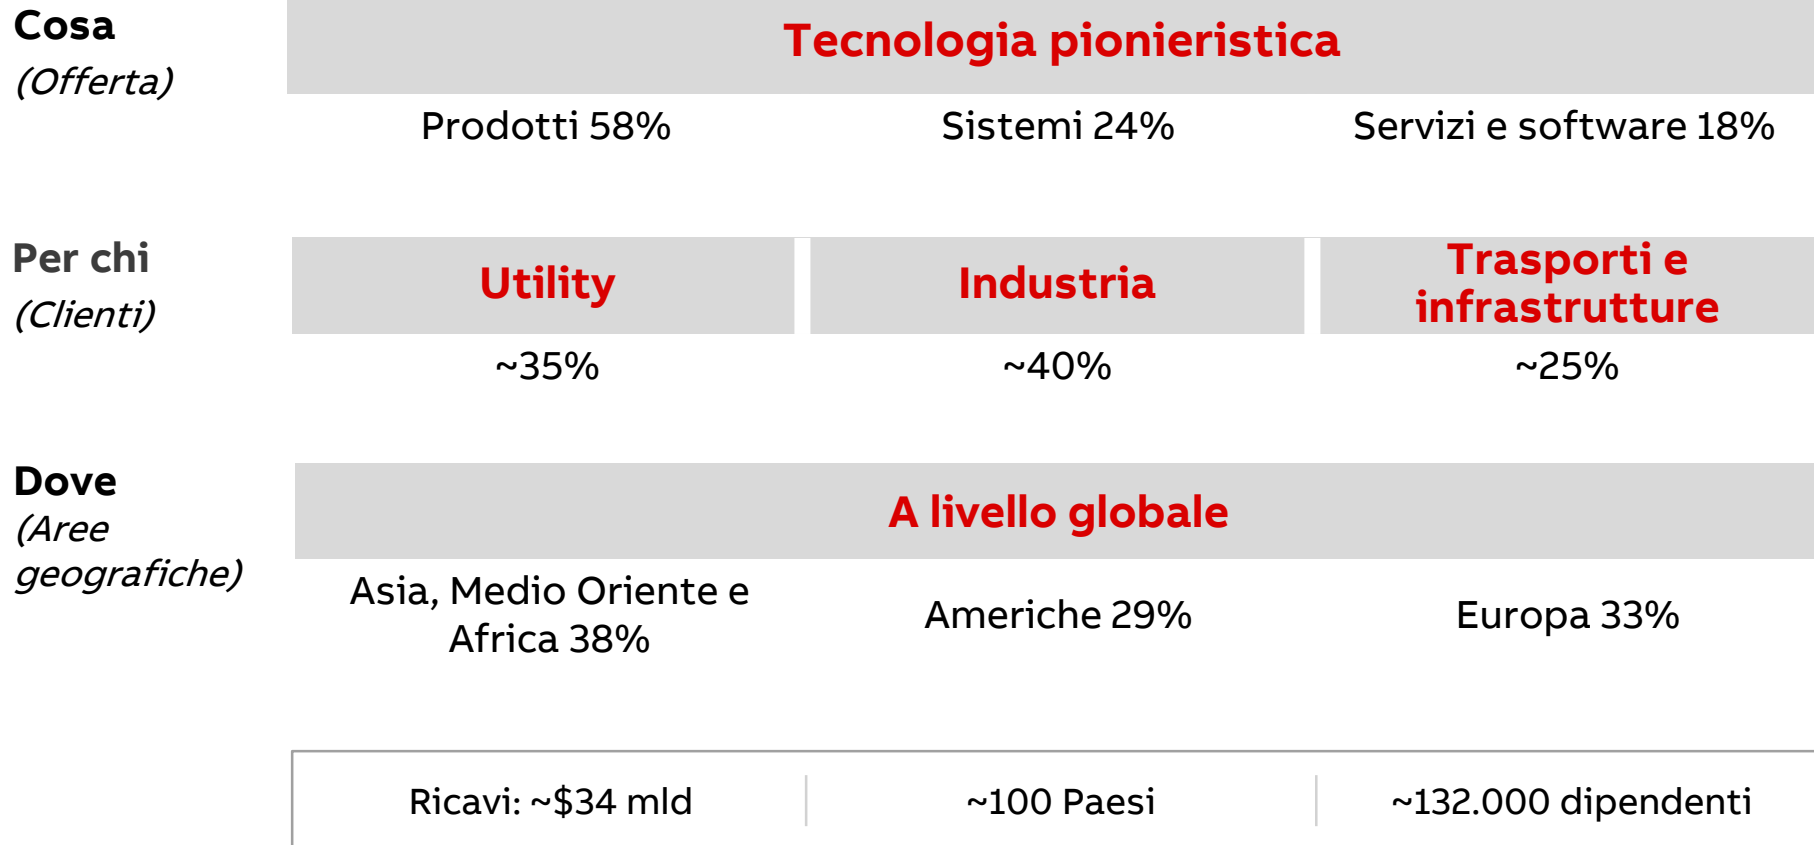 Cosa
(Offerta)
Tecnologia pionieristica
Prodotti 58%
Sistemi 24%
Servizi e software 18%
Per chi
(Clienti)
Utility
Industria
Trasporti e
infrastrutture
~35%
~40%
~25%
Dove
(Aree
geografiche)
A livello globale
Asia, Medio Oriente e
Africa 38%
Americhe 29%
Europa 33%
Ricavi: ~$34 mld
~100 Paesi
~132.000 dipendenti